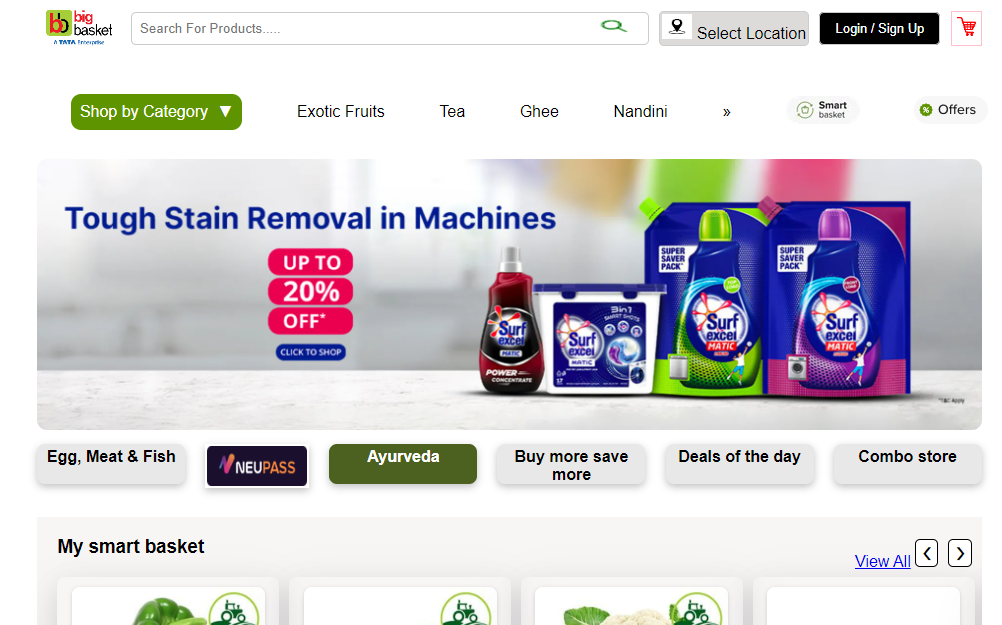 bb big basket
A TATA Enterprise
Search For Products.....
Select Location
Login / Sign Up
Shop by Category ▼
Exotic Fruits
Tea
Ghee
Nandini
»
Smart
basket
% Offers
Tough Stain Removal in Machines
UP TO
20%
OFF*
CLICK TO SHOP
Surf
excel
MATIC
POWER
CONCENTRATE
3in1
SMART SHOTS
Surf
excel
MATIC
SUPER
SAVER
PACK*
TOP LOAD
Surf
excel
MATIC
SUPER
SAVER
PACK*
FRONT LOAD
Surf
excel
MATIC
*T&C Apply
Egg, Meat & Fish
NEUPASS
Ayurveda
Buy more save
more
Deals of the day
Combo store
My smart basket
View All